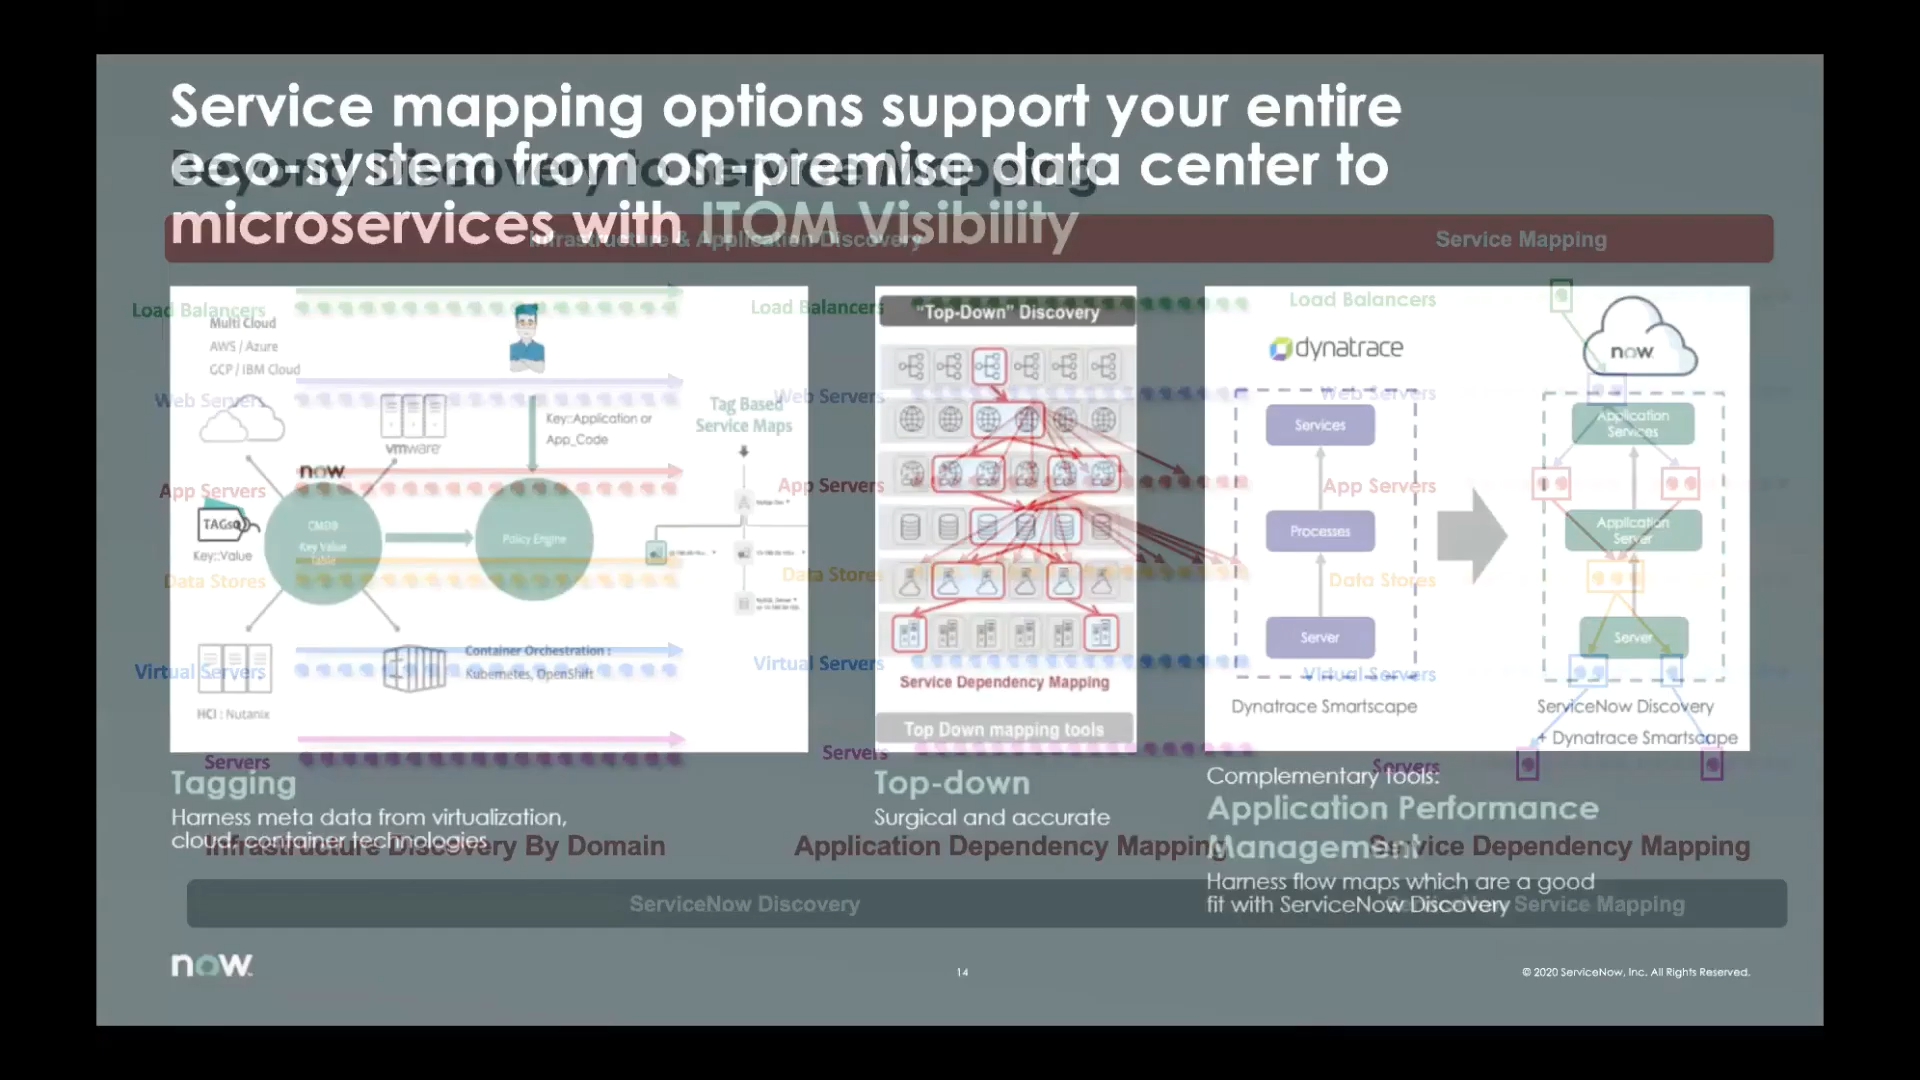 Service mapping options support your entire
eco-system from on-premise data center to
microservices with ITOM Visibility
Beyond Discovery to Service Mapping
Infrastructure & Application Discovery
Service Mapping
Load Balancers
Web Servers
App Servers
Data Stores
Virtual Servers
Servers
Multi Cloud
AWS / Azure
GCP / IBM Cloud
vmware
Key::Application or
App_Code
Tag Based
Service Maps
now.
TAGs
Key::Value
CMDB
Key Value
Table
Policy Engine
Container Orchestration :
Kubernetes, OpenShift
HCI : Nutanix
Tagging
Harness meta data from virtualization,
cloud, container technologies
Infrastructure Discovery By Domain
Load Balancers
Web Servers
App Servers
Data Stores
Virtual Servers
Servers
"Top-Down" Discovery
Service Dependency Mapping
Top Down mapping tools
Top-down
Surgical and accurate
Application Dependency Mapping
Load Balancers
Web Servers
App Servers
Data Stores
Virtual Servers
Servers
dynatrace
Services
Processes
Server
Dynatrace Smartscape
now.
Application
Services
Application
Server
Server
ServiceNow Discovery
+ Dynatrace Smartscape
Complementary tools:
Application Performance
Management
Harness flow maps which are a good
fit with ServiceNow Discovery
Service Dependency Mapping
ServiceNow Discovery
ServiceNow Service Mapping
now.
14
© 2020 ServiceNow, Inc. All Rights Reserved.